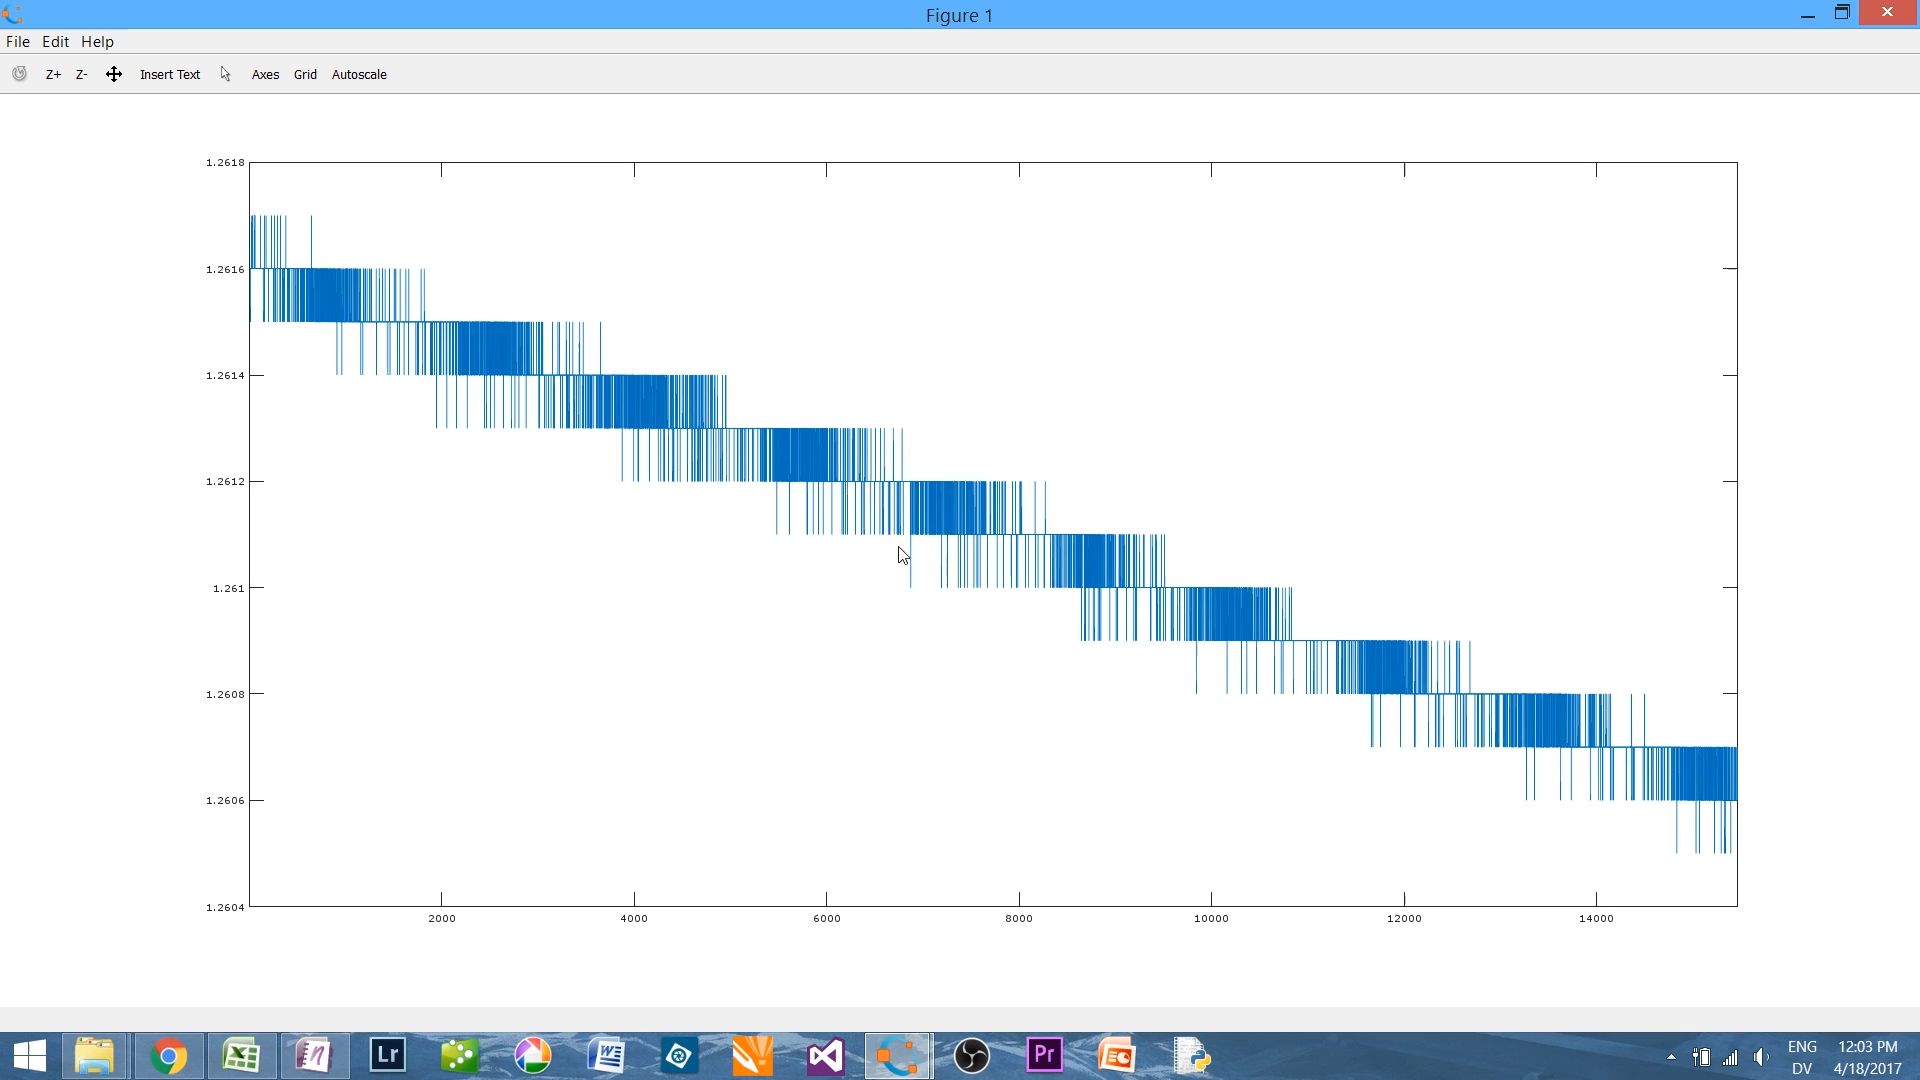 Figure 1
File Edit Help
Z+ Z- Insert Text Axes Grid Autoscale
1.2618
1.2616
1.2614
1.2612
1.261
1.2608
1.2606
1.2604
2000 4000 6000 8000 10000 12000 14000
Lr Pr
ENG 12:03 PM
DV 4/18/2017